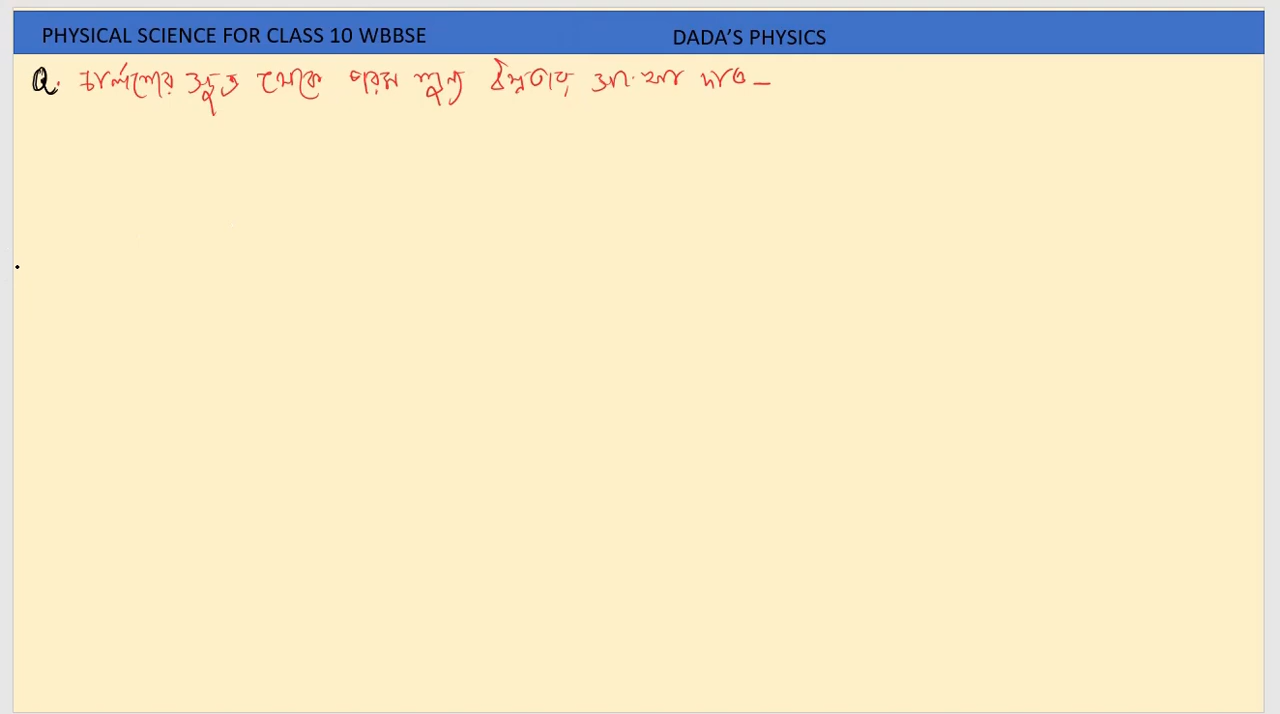 PHYSICAL SCIENCE FOR CLASS 10 WBBSE DADA'S PHYSICS
Q. চার্লসের সূত্র থেকে পরম শূন্য উষ্ণতার সংজ্ঞা দাও –